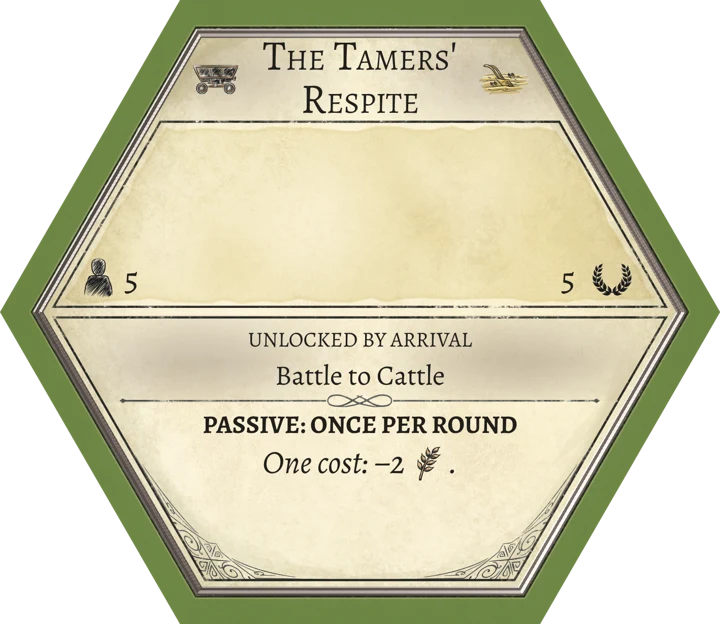 The Tamers'
Respite
5
5
UNLOCKED BY ARRIVAL
Battle to Cattle
PASSIVE: ONCE PER ROUND
One cost: –2 .